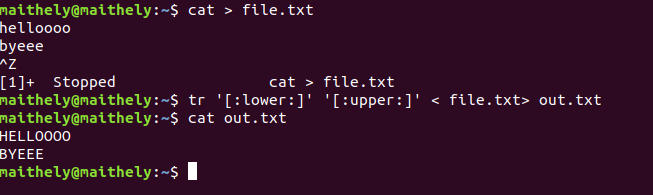 maithely@maithely:~$ cat > file.txt
helloooo
byeee
^Z
[1]+  Stopped                 cat > file.txt
maithely@maithely:~$ tr '[:lower:]' '[:upper:]' < file.txt> out.txt
maithely@maithely:~$ cat out.txt
HELLOOOO
BYEEE
maithely@maithely:~$